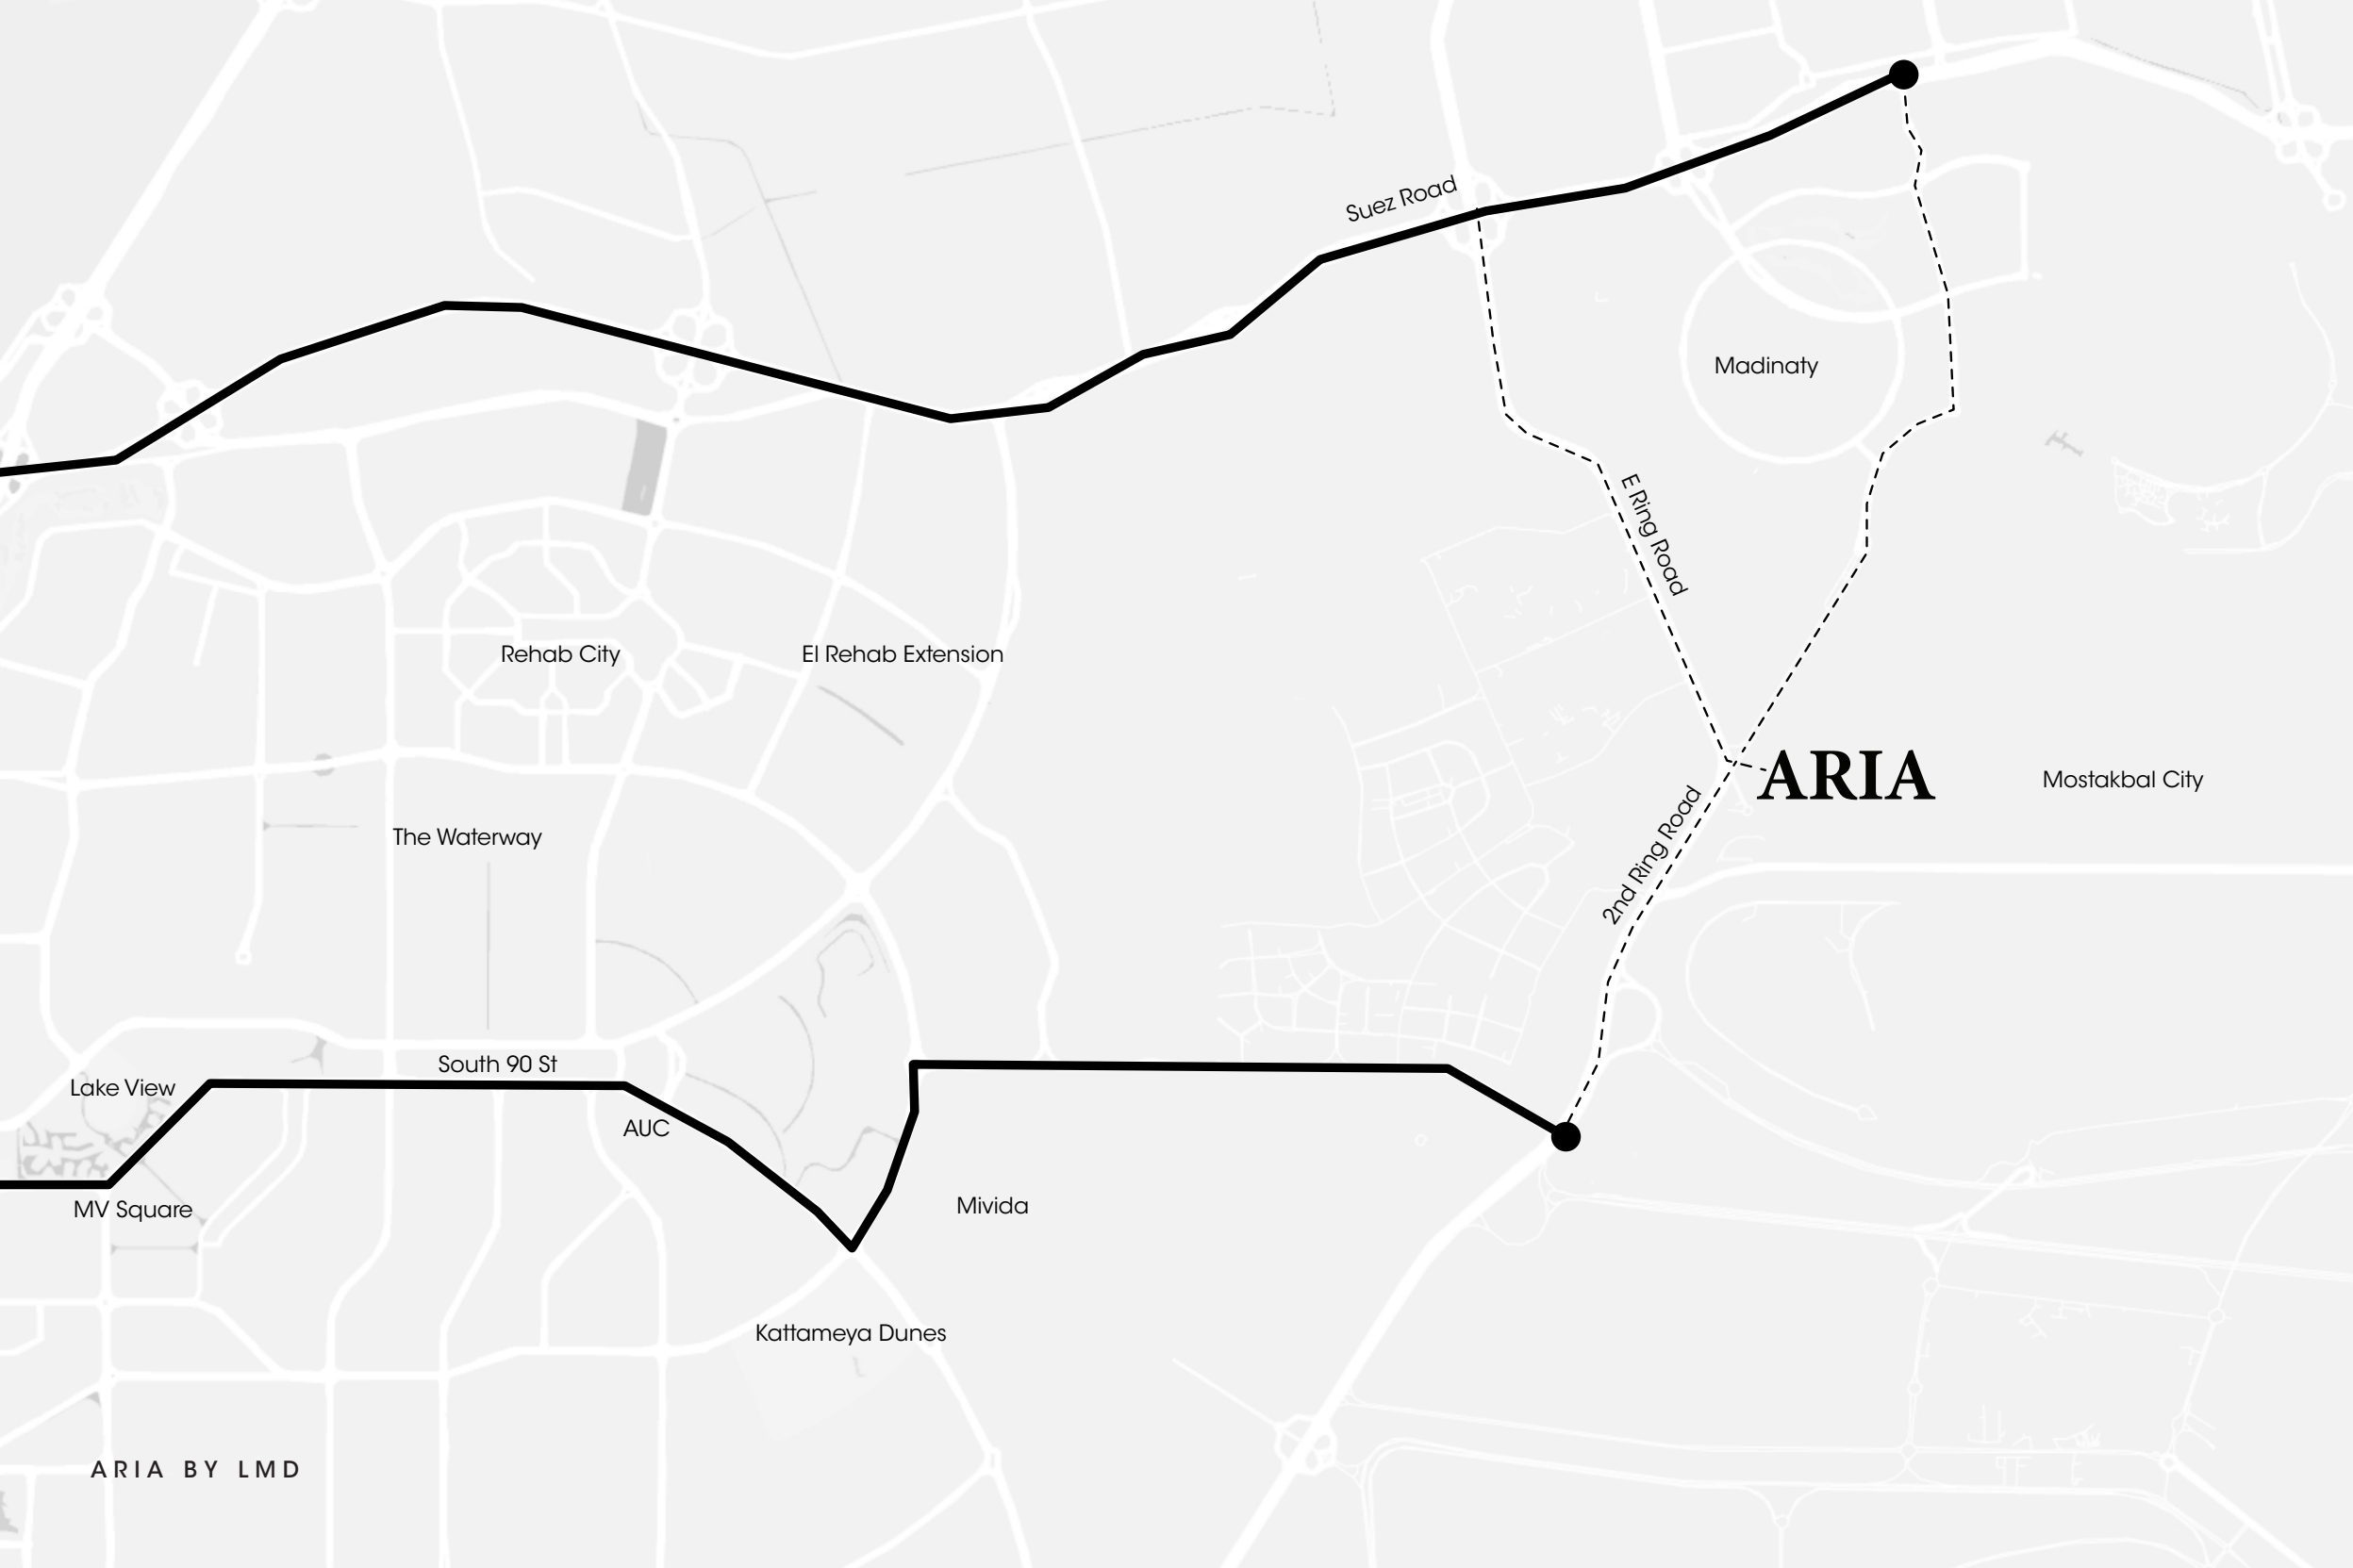 Suez Road
Madinaty
E Ring Road
Rehab City
El Rehab Extension
ARIA
Mostakbal City
The Waterway
2nd Ring Road
South 90 St
Lake View
AUC
MV Square
Mivida
Kattameya Dunes
ARIA BY LMD